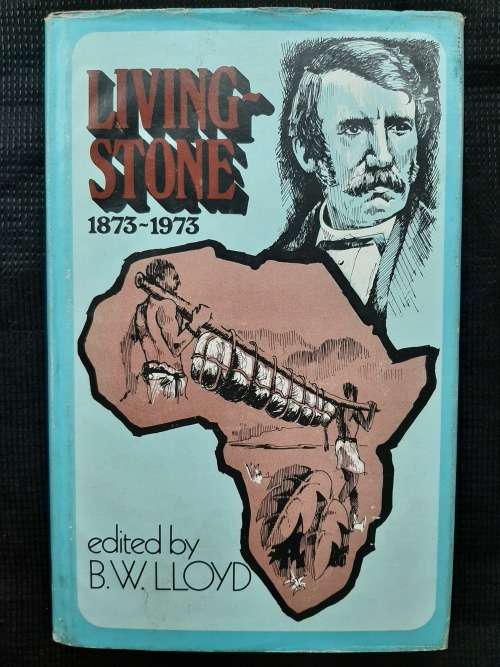 LIVING-
STONE
1873~1973
edited by
B.W. LLOYD